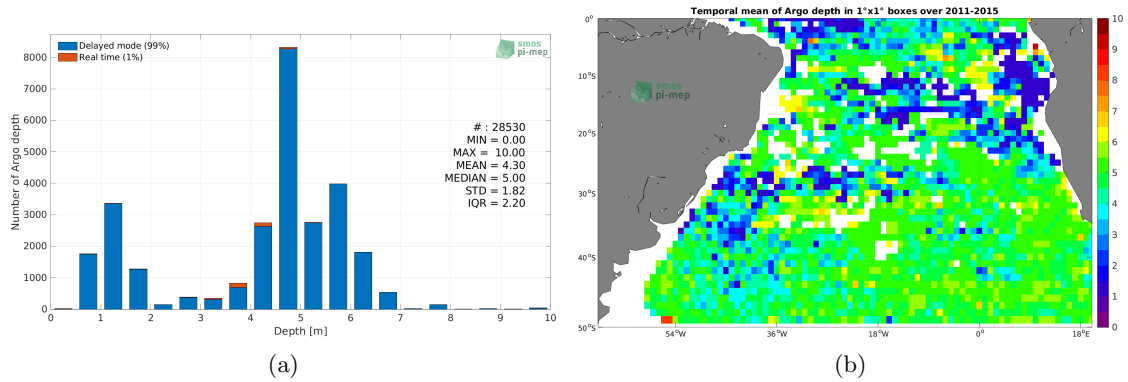 Delayed mode (99%)
Real time (1%)
smos
pi-mep
# : 28530
MIN = 0.00
MAX = 10.00
MEAN = 4.30
MEDIAN = 5.00
STD = 1.82
IQR = 2.20
Number of Argo depth
8000
7000
6000
5000
4000
3000
2000
1000
0
0 1 2 3 4 5 6 7 8 9 10
Depth [m]
(a)
Temporal mean of Argo depth in 1°x1° boxes over 2011-2015
smos
pi-mep
0°
10°S
20°S
30°S
40°S
50°S
54°W 36°W 18°W 0° 18°E
10
9
8
7
6
5
4
3
2
1
0
(b)